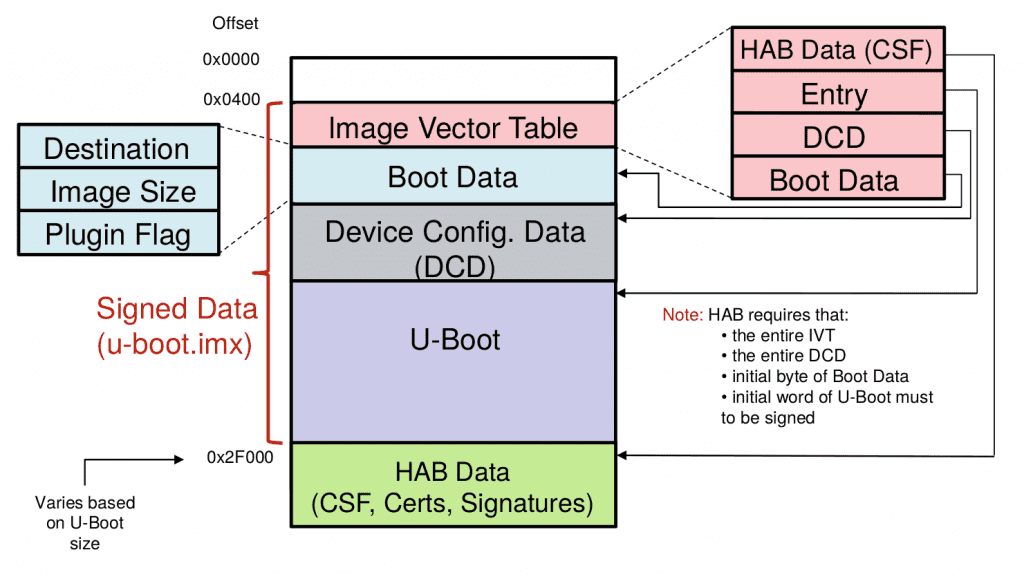 Offset
0x0000
0x0400
Destination
Image Size
Plugin Flag
Signed Data
(u-boot.imx)
0x2F000
Varies based
on U-Boot
size
Image Vector Table
Boot Data
Device Config. Data
(DCD)
U-Boot
HAB Data
(CSF, Certs, Signatures)
HAB Data (CSF)
Entry
DCD
Boot Data
Note: HAB requires that:
• the entire IVT
• the entire DCD
• initial byte of Boot Data
• initial word of U-Boot must
to be signed